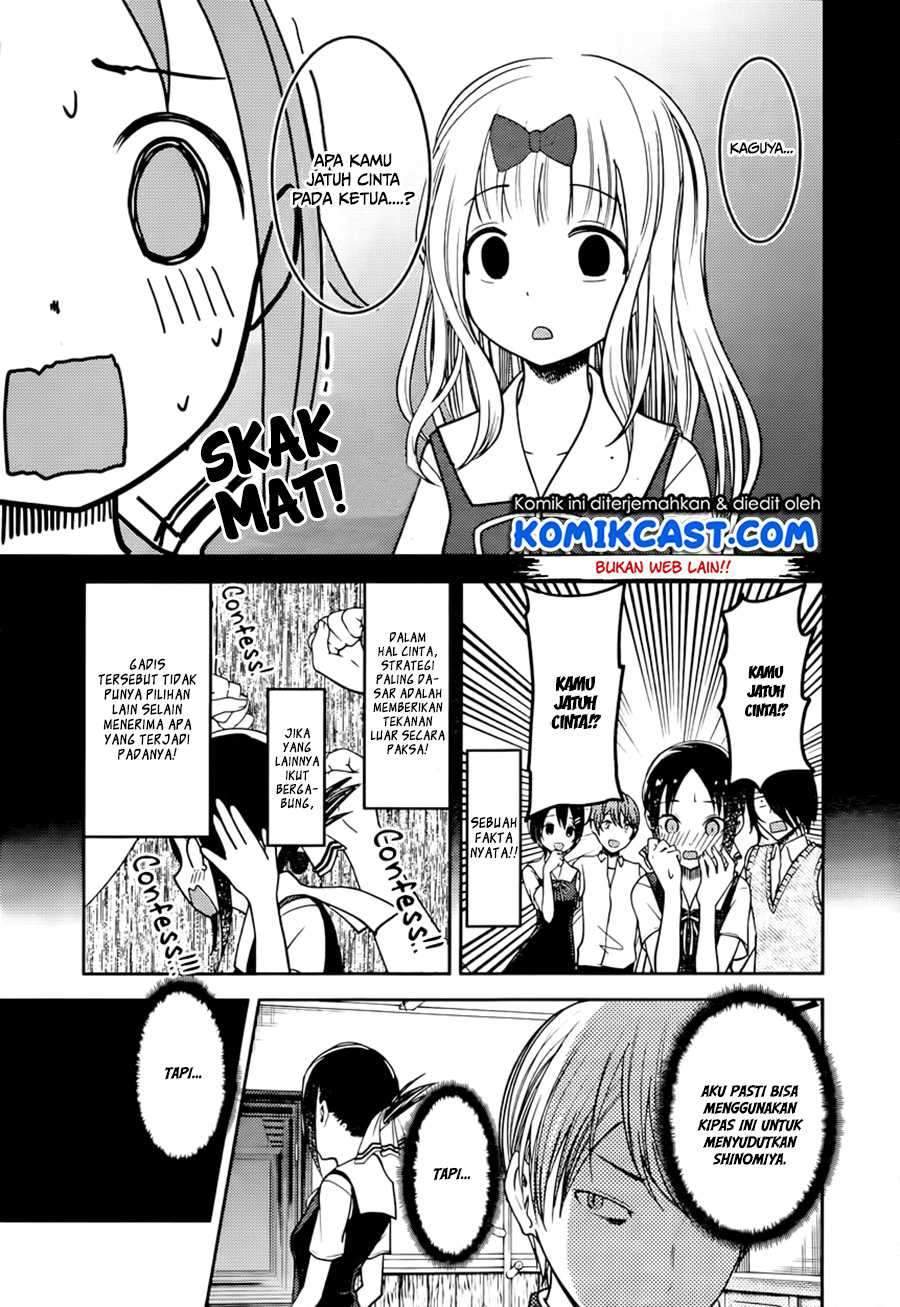 KAGUYA...
APA KAMU
JATUH CINTA
PADA KETUA....?
SKAK
MAT!
Komik ini diterjemahkan & diedit oleh
KOMIKCAST.COM
BUKAN WEB LAIN!!
KAMU
JATUH
CINTA!?
KAMU
JATUH
CINTA!?
SEBUAH
FAKTA
NYATA!!
DALAM
HAL CINTA,
STRATEGI
PALING DA-
SAR ADALAH
MEMBERIKAN
TEKANAN
LUAR SECARA
PAKSA!
JIKA
YANG
LAINNYA
IKUT
BERGA-
BUNG,
GADIS
TERSEBUT TIDAK
PUNYA PILIHAN
LAIN SELAIN
MENERIMA APA
YANG TERJADI
PADANYA!
Confess!
Confess!!
Confess!!!!
AKU PASTI BISA
MENGGUNAKAN
KIPAS INI UNTUK
MENYUDUTKAN
SHINOMIYA.
TAPI...
TAPI...